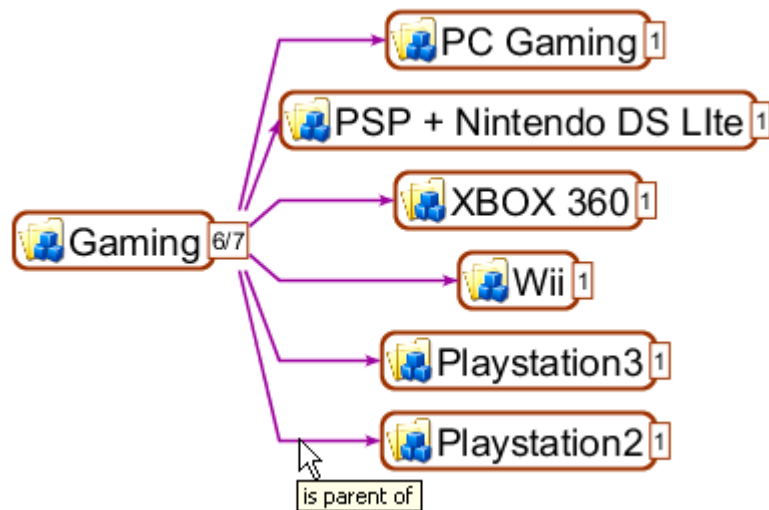 PC Gaming 1
PSP + Nintendo DS LIte 1
XBOX 360 1
Gaming 6/7
Wii 1
Playstation3 1
Playstation2 1
is parent of